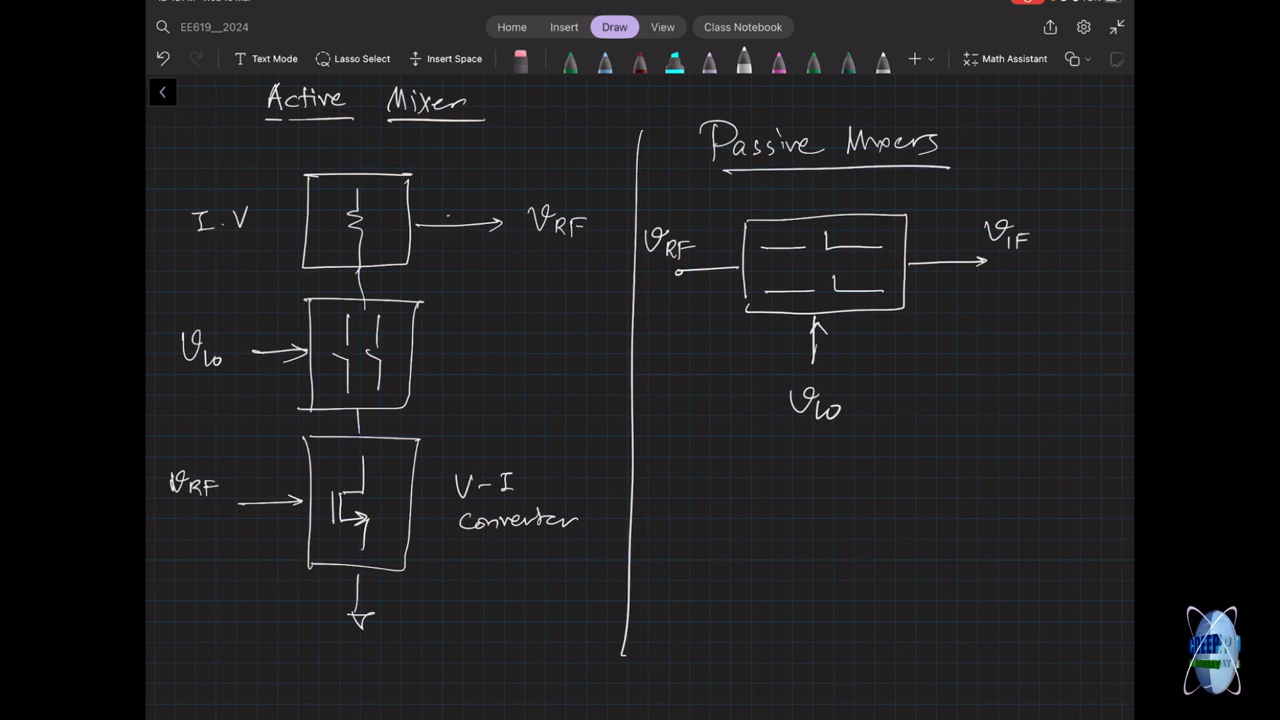 EE619__2024
Home Insert Draw View Class Notebook
Text Mode Lasso Select Insert Space Math Assistant
Active Mixer
I.V
VRF
VLO
VRF
V-I
Converter
Passive Mixers
VRF
VIF
VLO